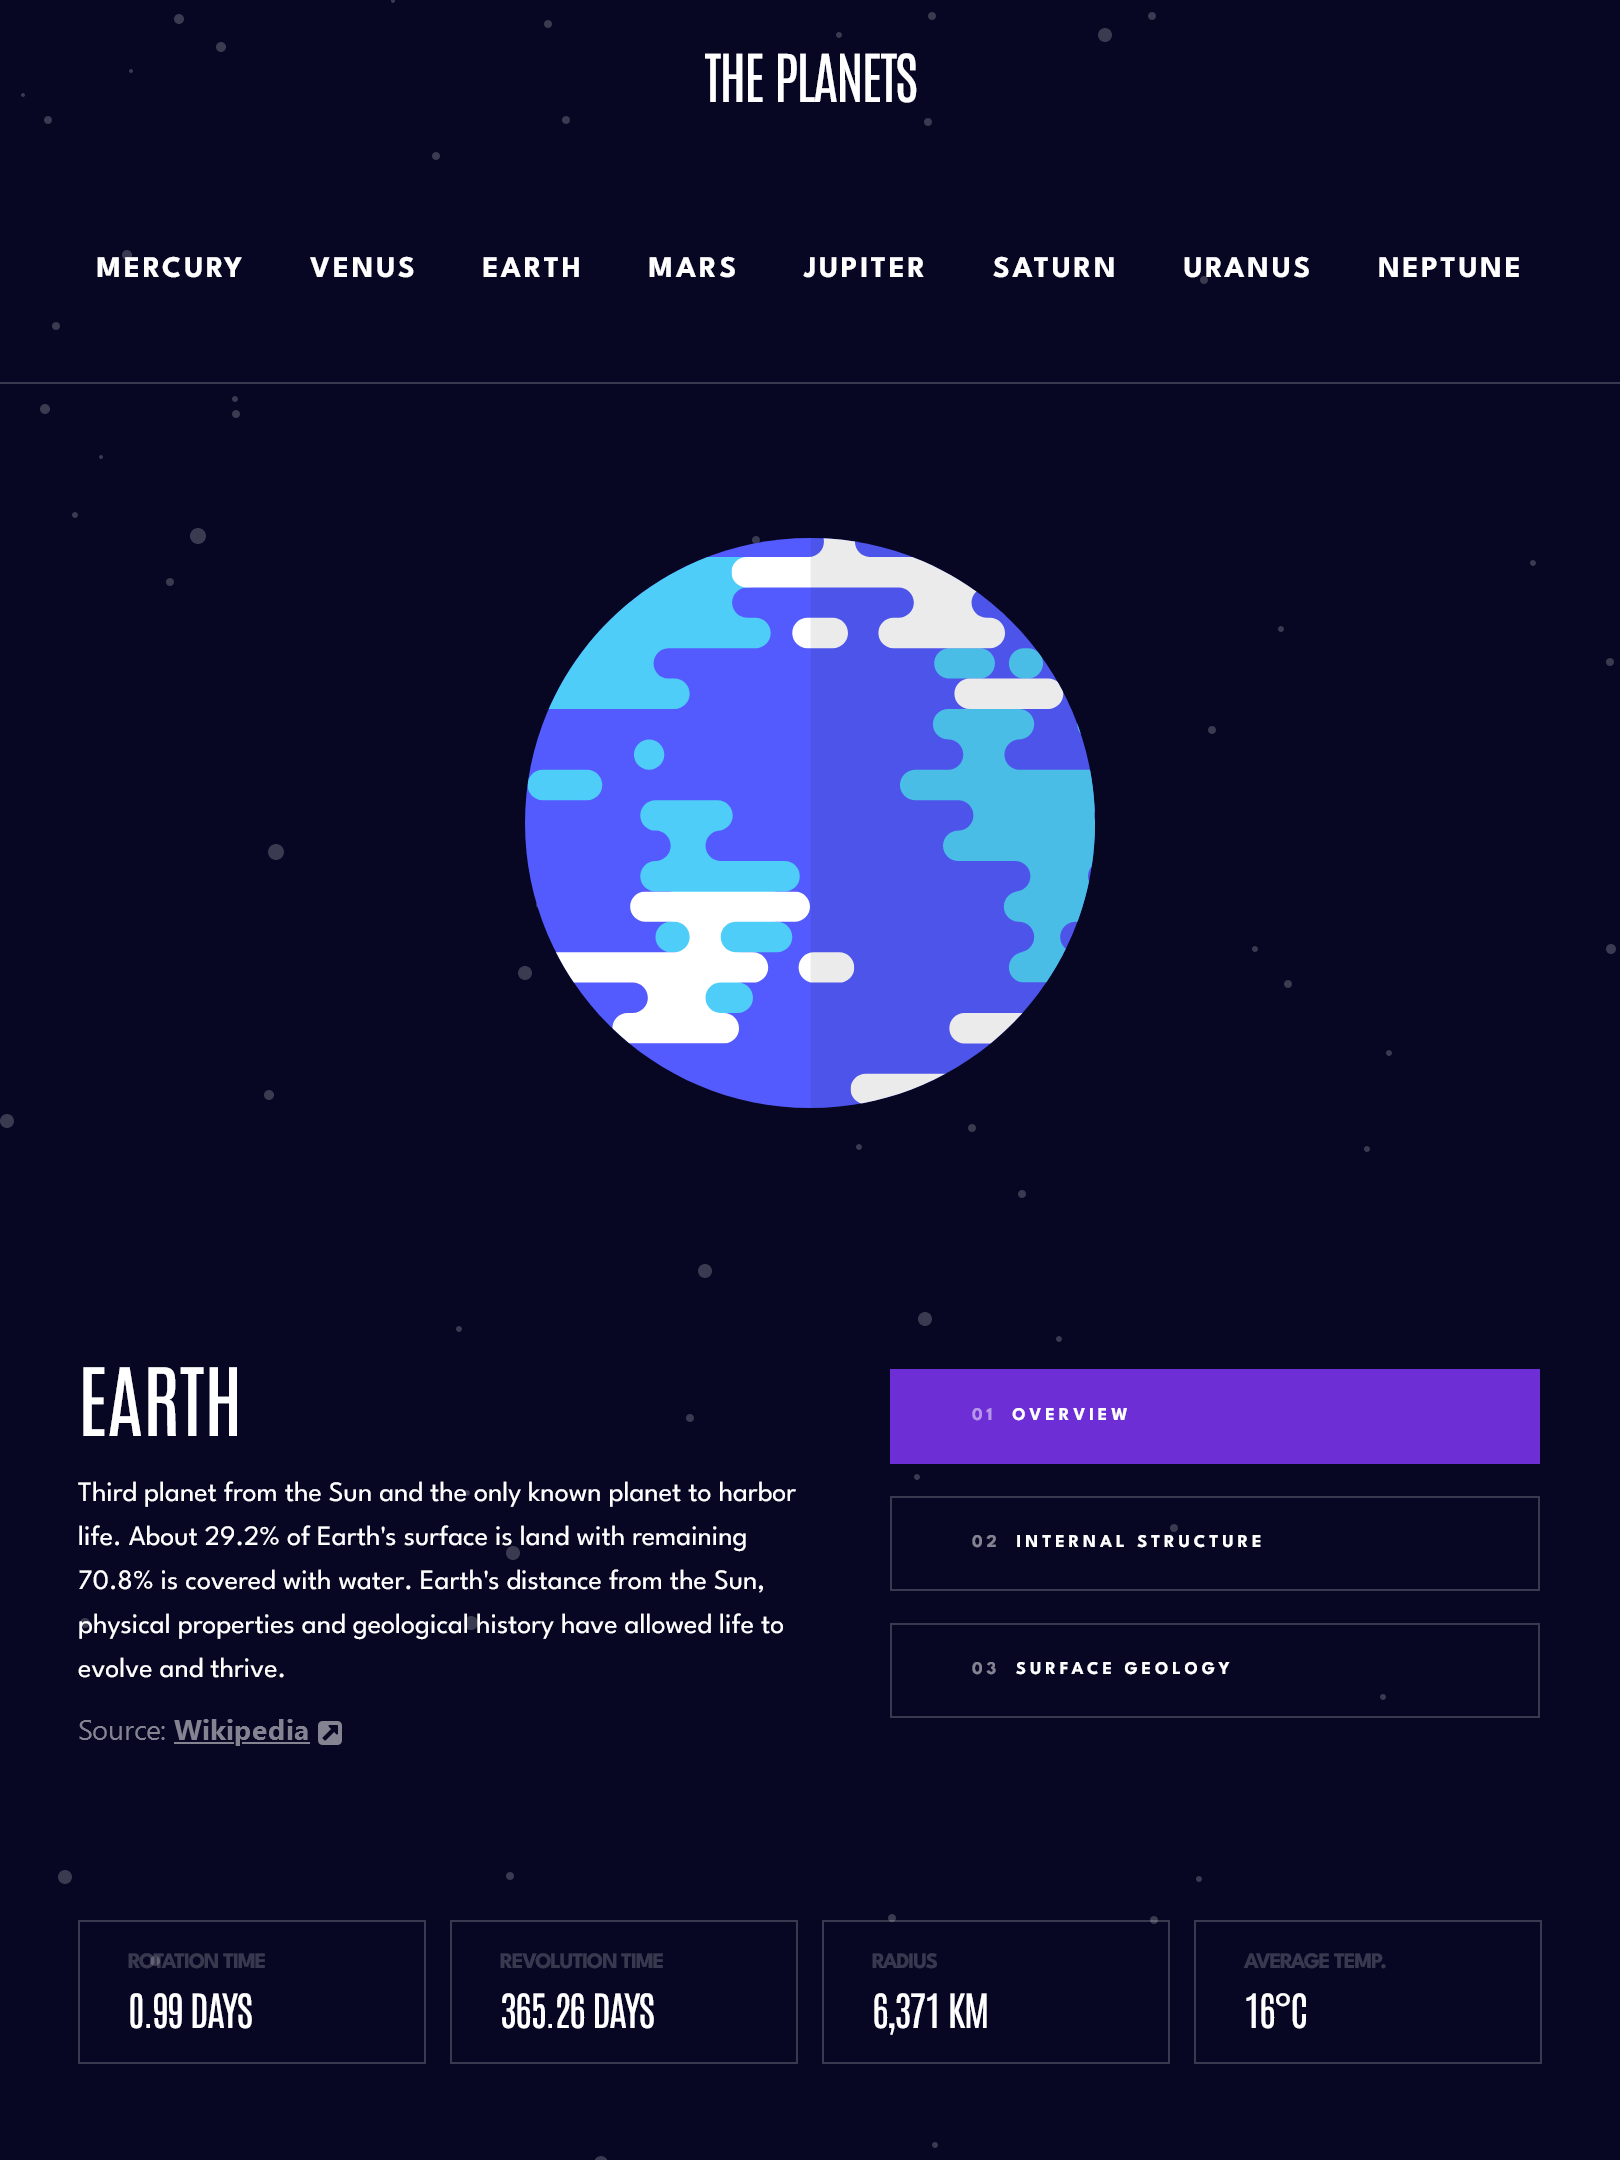 THE PLANETS
MERCURY VENUS EARTH MARS JUPITER SATURN URANUS NEPTUNE
EARTH
Third planet from the Sun and the only known planet to harbor
life. About 29.2% of Earth's surface is land with remaining
70.8% is covered with water. Earth's distance from the Sun,
physical properties and geological history have allowed life to
evolve and thrive.
Source: Wikipedia
01 OVERVIEW
02 INTERNAL STRUCTURE
03 SURFACE GEOLOGY
ROTATION TIME
0.99 DAYS
REVOLUTION TIME
365.26 DAYS
RADIUS
6,371 KM
AVERAGE TEMP.
16°C